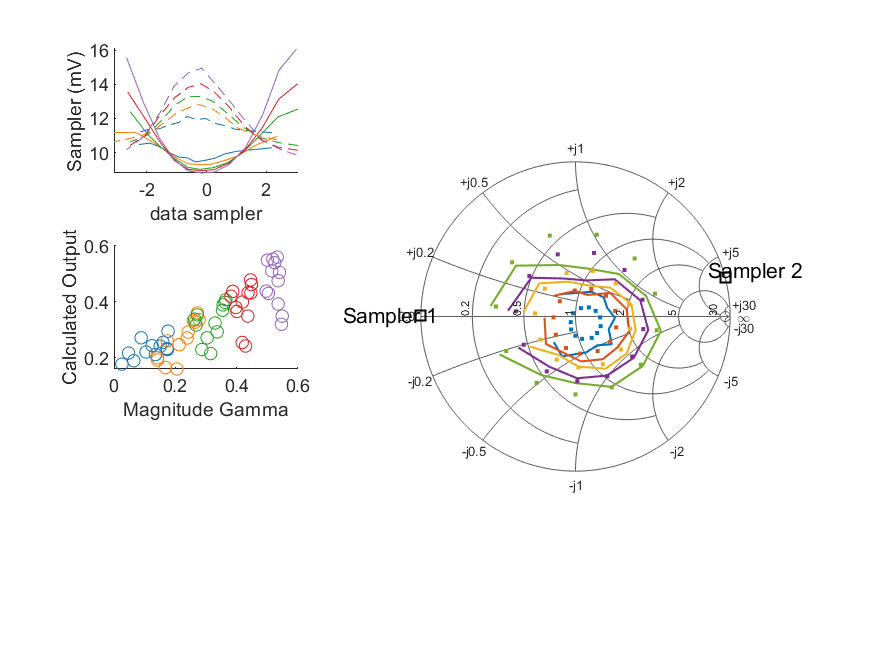 16
14
12
10
Sampler (mV)
-2 0 2
data sampler
0.6
0.4
0.2
Calculated Output
0 0.2 0.4 0.6
Magnitude Gamma
+j1
+j0.5 +j2
+j0.2 +j5
Sampler 2
Sampler 1
0.2 0.5 1 2 5 30
+j30
∞
-j30
-j0.2 -j5
-j0.5 -j2
-j1